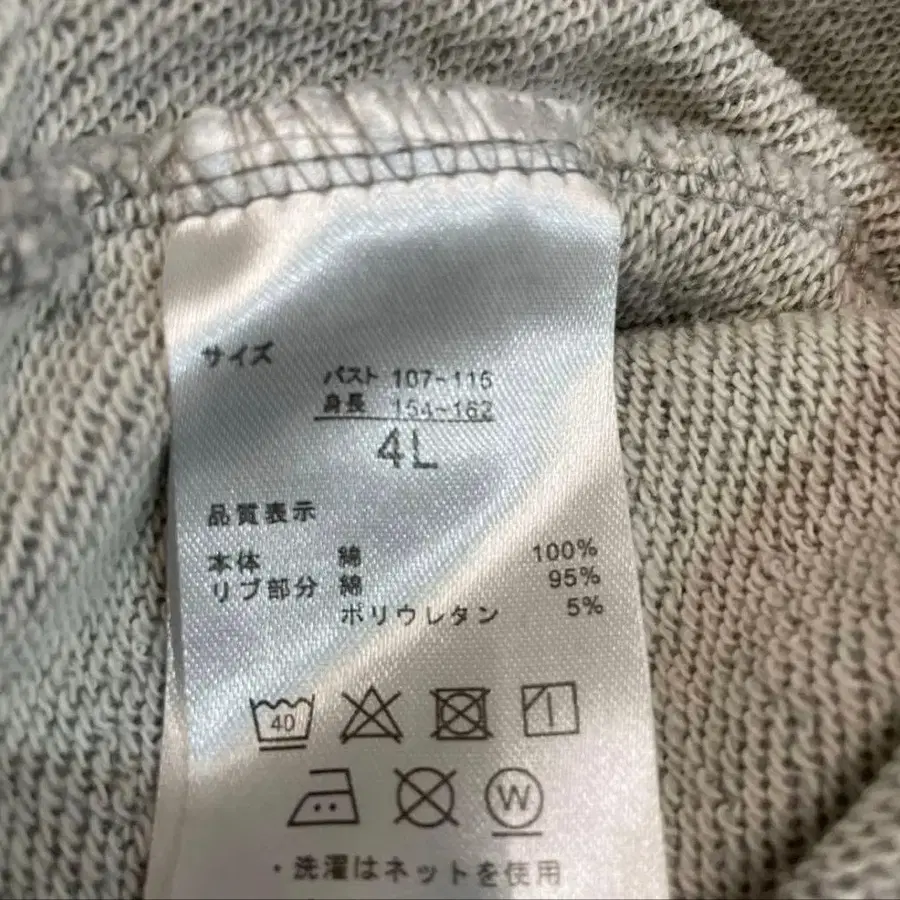 サイズ
バスト 107~115
身長 154~162
4L
品質表示
本体 綿 100%
リブ部分 綿 95%
ポリウレタン 5%
40
W
・洗濯はネットを使用